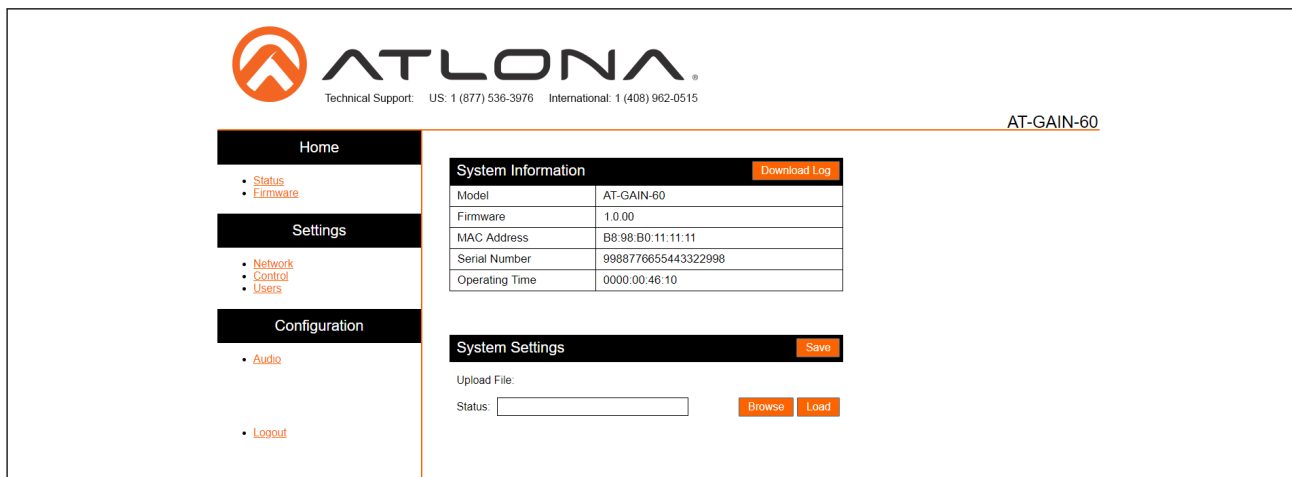 ATLONA®
Technical Support: US: 1 (877) 536-3976 International: 1 (408) 962-0515
AT-GAIN-60
Home
• Status
• Firmware
Settings
• Network
• Control
• Users
Configuration
• Audio
• Logout
System Information Download Log
Model AT-GAIN-60
Firmware 1.0.00
MAC Address B8:98:B0:11:11:11
Serial Number 9988776655443322998
Operating Time 0000:00:46:10
System Settings Save
Upload File:
Status: Browse Load